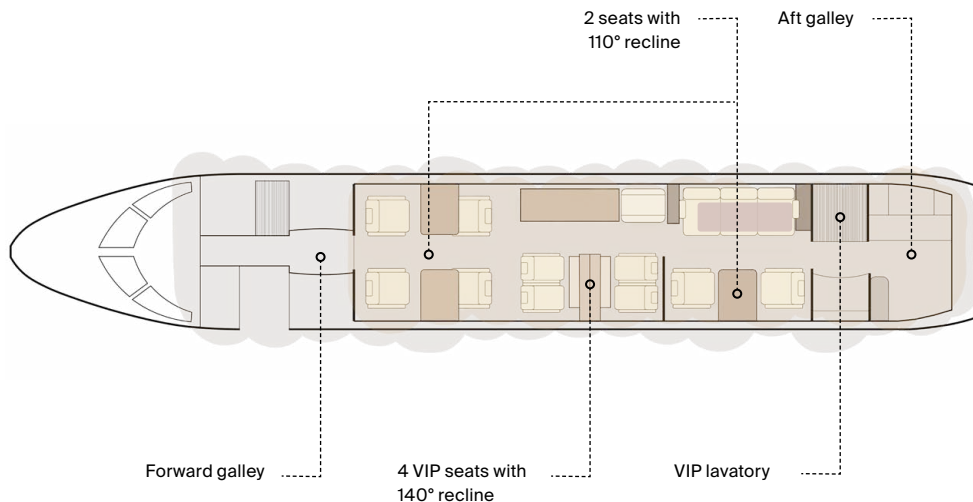 2 seats with
110° recline
Aft galley
Forward galley
4 VIP seats with
140° recline
VIP lavatory